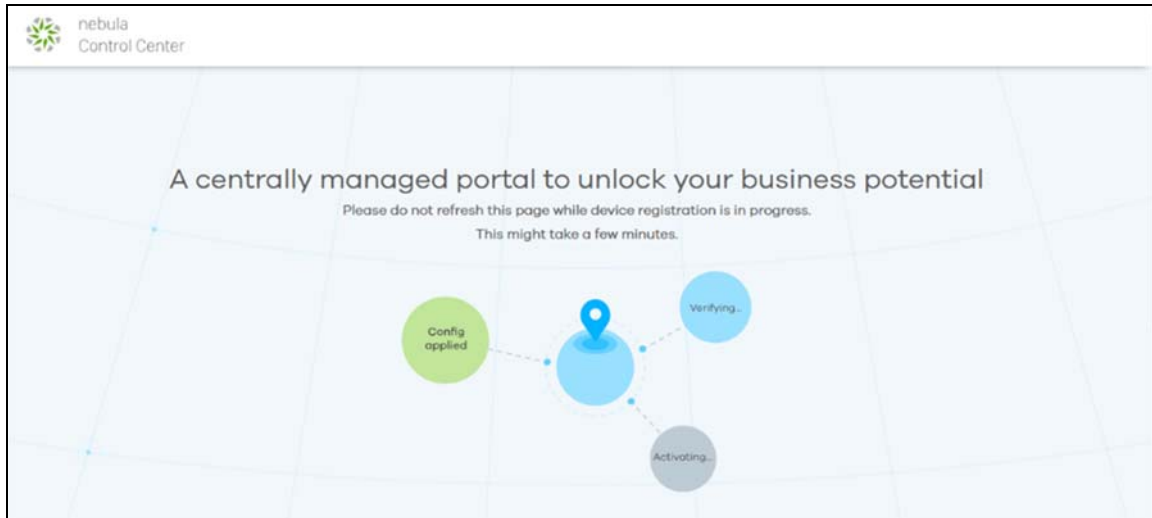 nebula
Control Center
A centrally managed portal to unlock your business potential
Please do not refresh this page while device registration is in progress.
This might take a few minutes.
Config
applied
Verifying...
Activating...